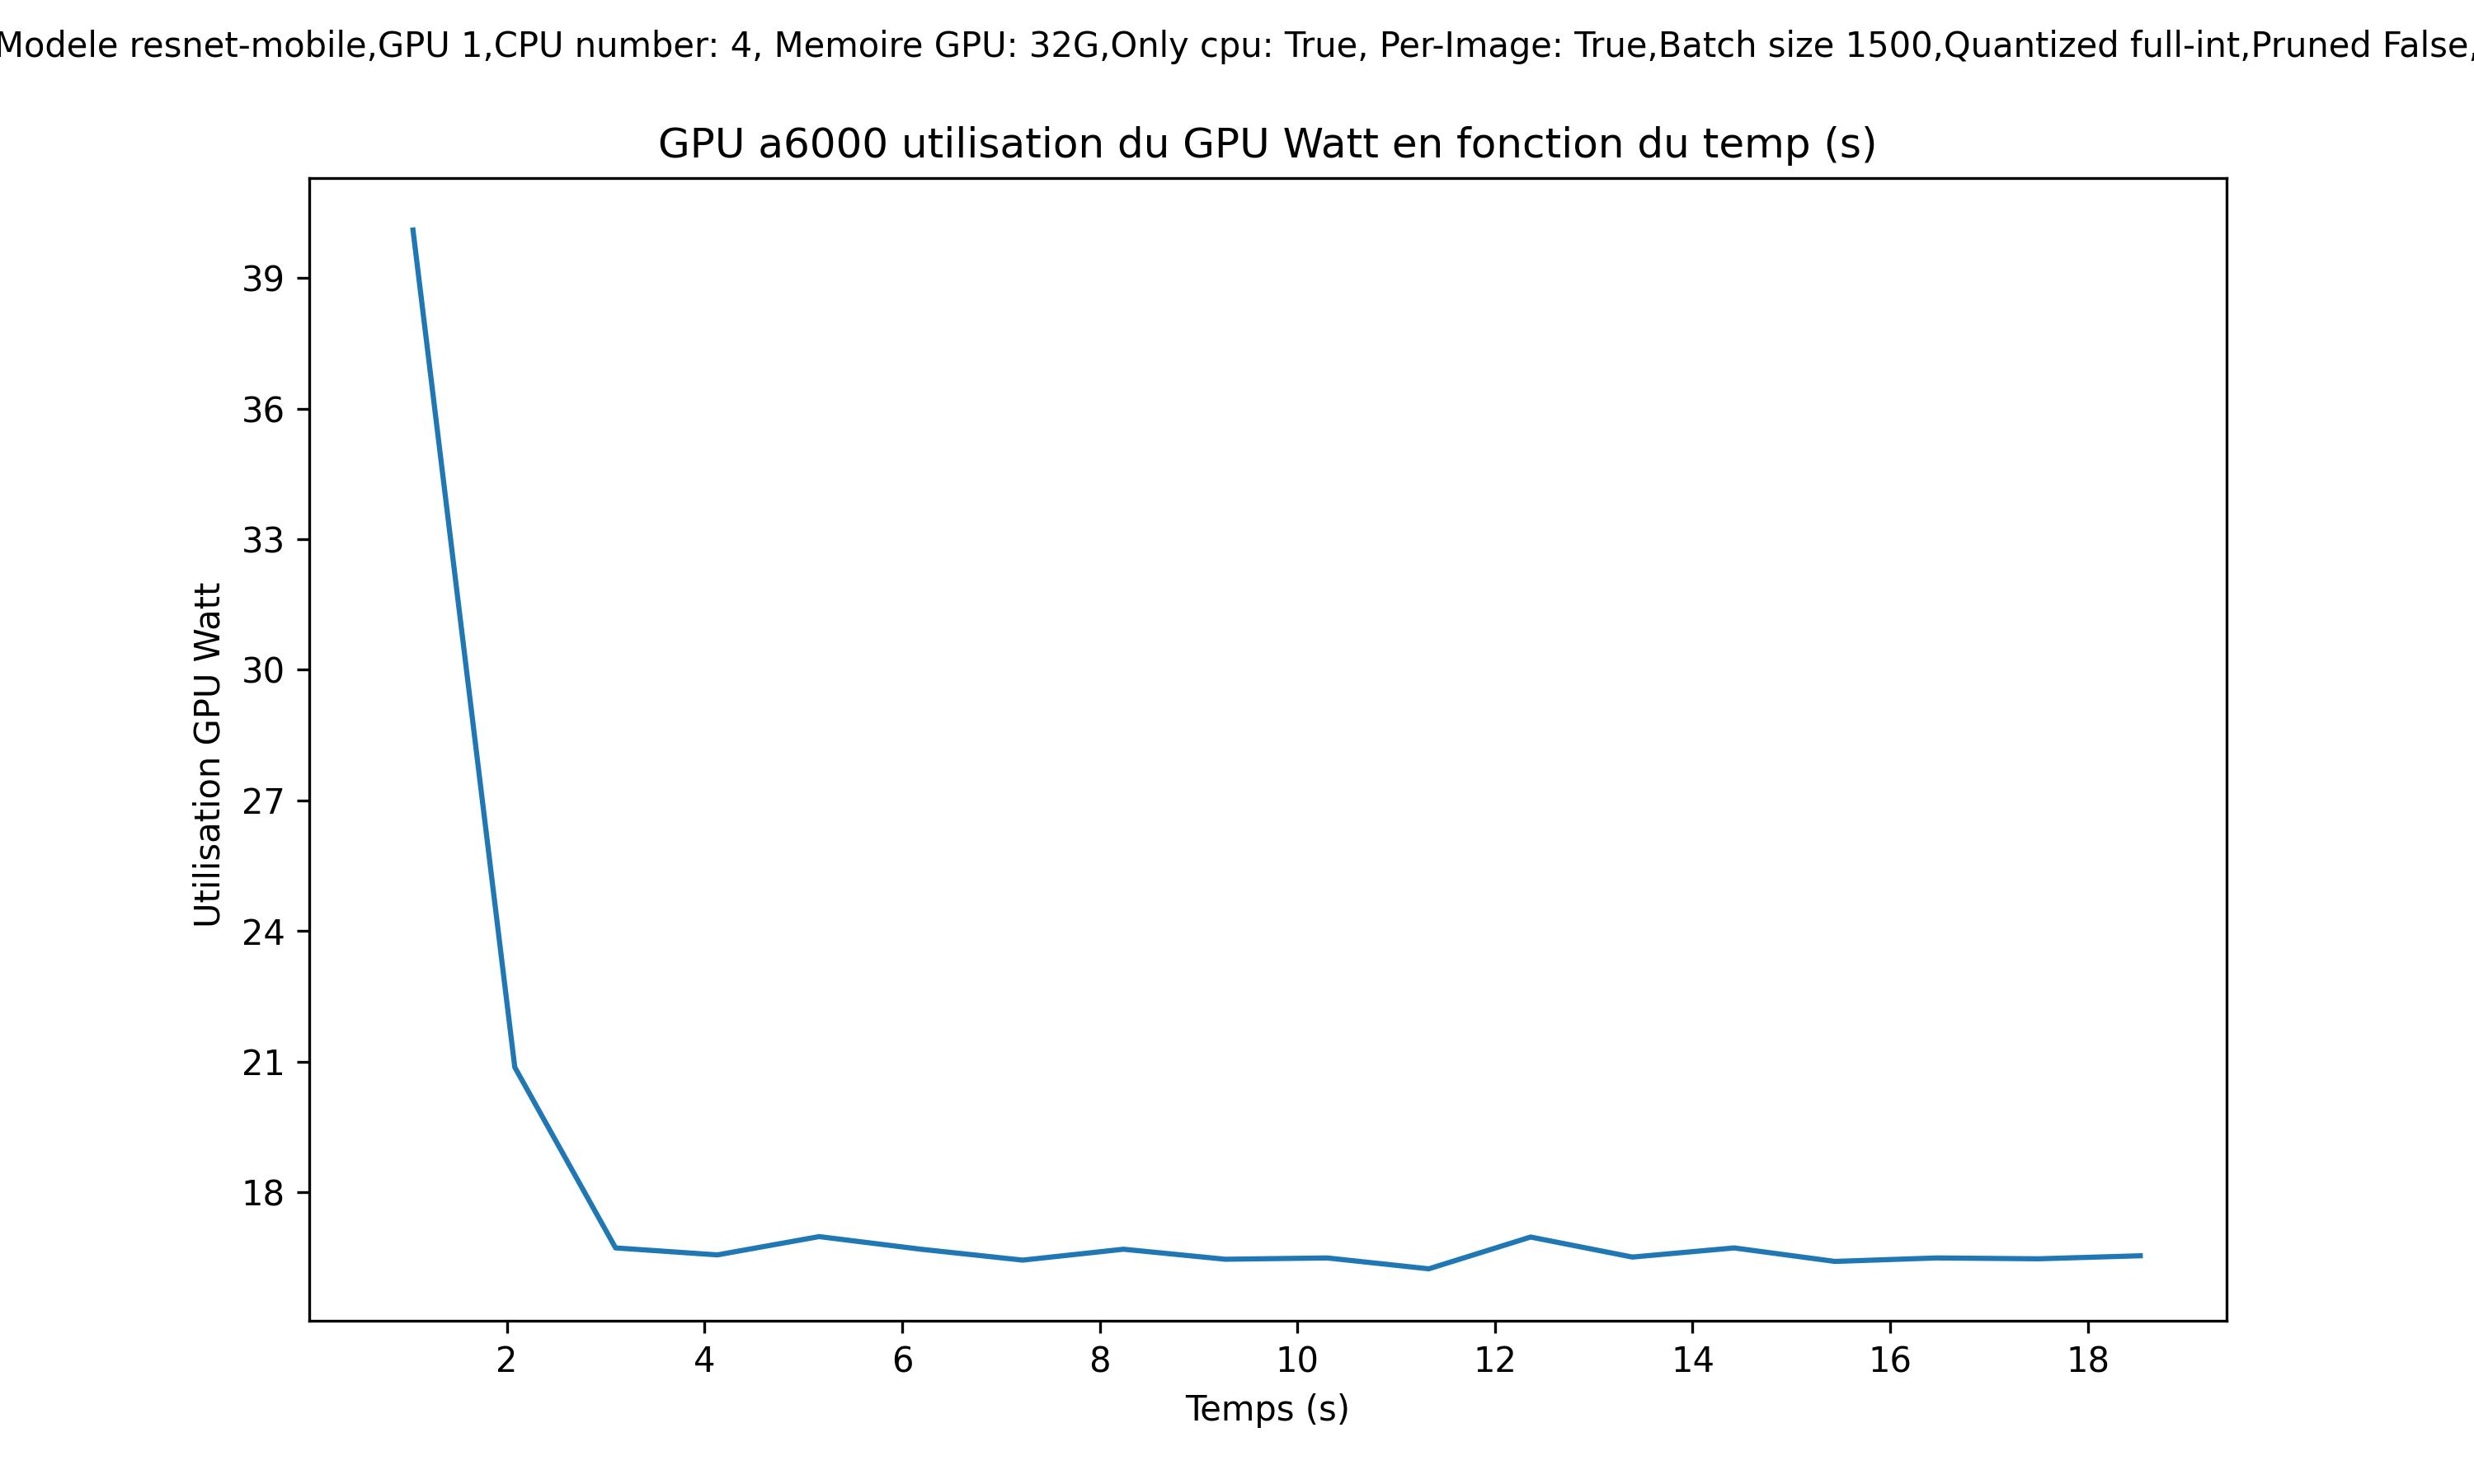 Modele resnet-mobile,GPU 1,CPU number: 4, Memoire GPU: 32G,Only cpu: True, Per-Image: True,Batch size 1500,Quantized full-int,Pruned False,
GPU a6000 utilisation du GPU Watt en fonction du temp (s)
Utilisation GPU Watt
39
36
33
30
27
24
21
18
2 4 6 8 10 12 14 16 18
Temps (s)